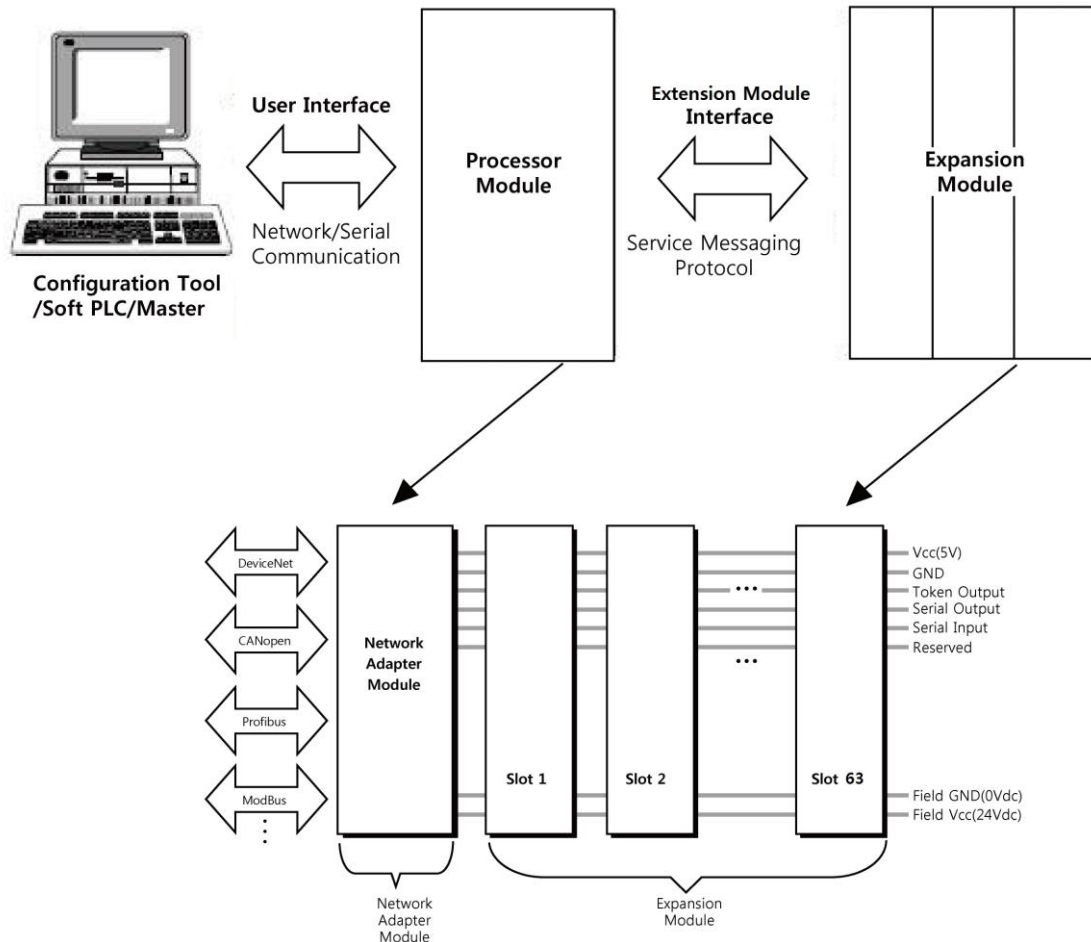 User Interface
Network/Serial
Communication
Configuration Tool
/Soft PLC/Master
Processor
Module
Extension Module
Interface
Service Messaging
Protocol
Expansion
Module
DeviceNet
CANopen
Profibus
ModBus
Network
Adapter
Module
Slot 1
Slot 2
Slot 63
Vcc(5V)
GND
Token Output
Serial Output
Serial Input
Reserved
Field GND(0Vdc)
Field Vcc(24Vdc)
Network
Adapter
Module
Expansion
Module